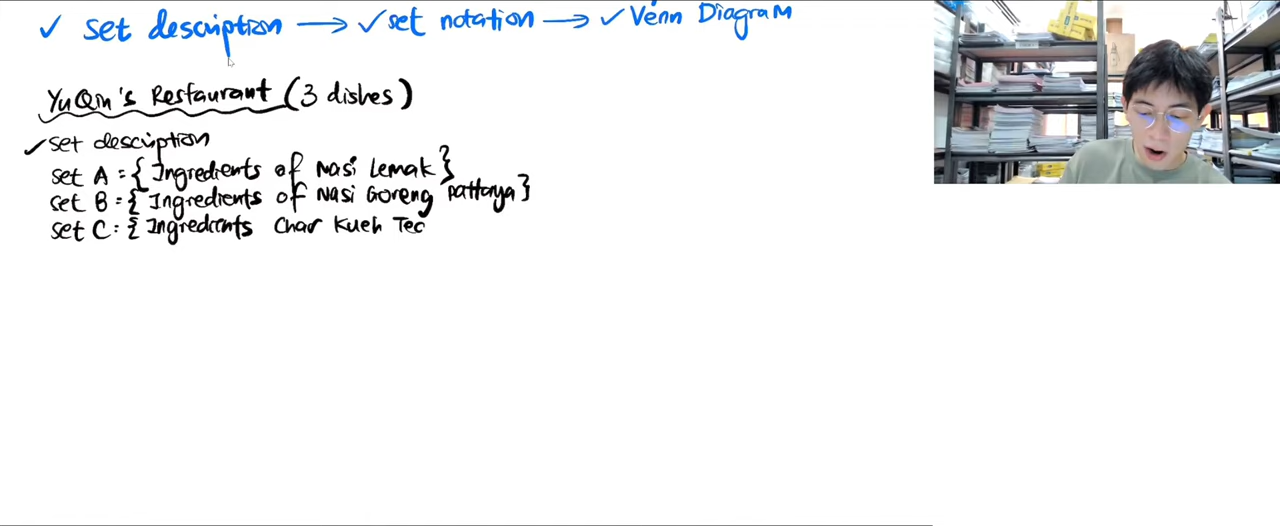 ✓ set description → ✓ set notation → ✓ Venn Diagram
YuQin's Restaurant (3 dishes)
✓ set description
set A = { Ingredients of Nasi Lemak }
set B = { Ingredients of Nasi Goreng Pattaya }
set C = { Ingredients Char Kueh Teo